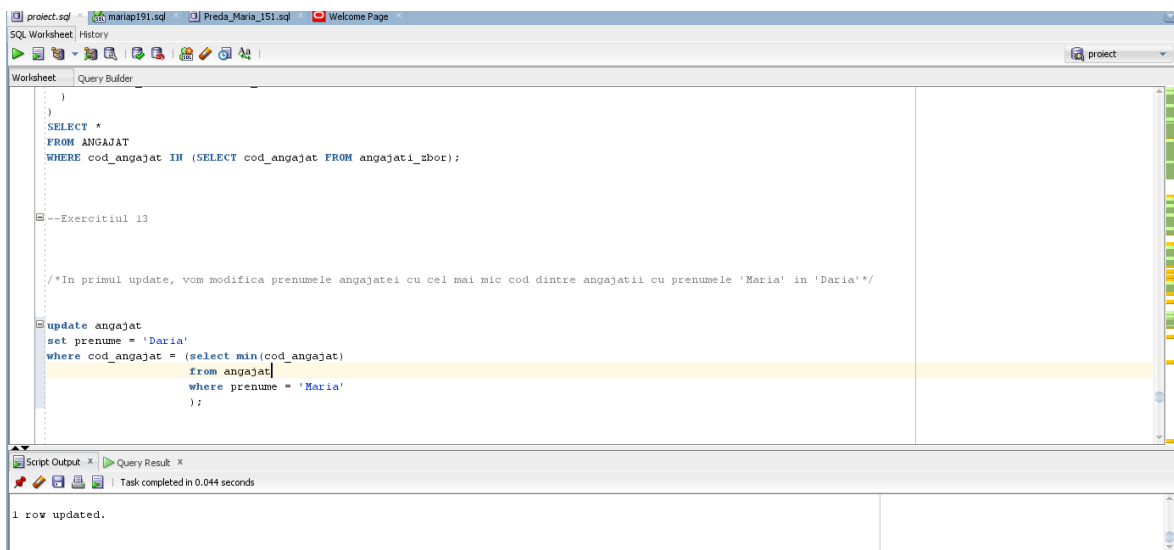 proiect.sql mariap191.sql Preda_Maria_151.sql Welcome Page
SQL Worksheet History
proiect
Worksheet Query Builder
)
)
SELECT *
FROM ANGAJAT
WHERE cod_angajat IN (SELECT cod_angajat FROM angajati_zbor);
--Exercitiul 13
/*In primul update, vom modifica prenumele angajatei cu cel mai mic cod dintre angajatii cu prenumele 'Maria' in 'Daria'*/
update angajat
set prenume = 'Daria'
where cod_angajat = (select min(cod_angajat)
from angajat
where prenume = 'Maria'
);
Script Output x Query Result x
Task completed in 0.044 seconds
1 row updated.